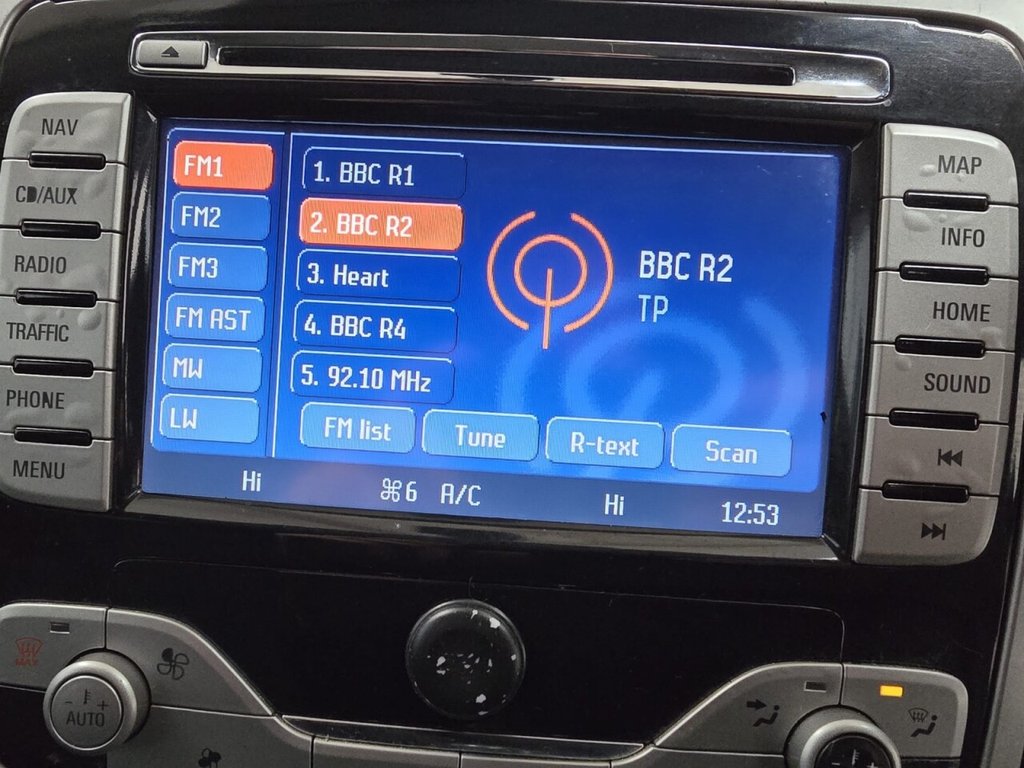 NAV
CD/AUX
RADIO
TRAFFIC
PHONE
MENU
FM1
FM2
FM3
FM AST
MW
LW
1. BBC R1
2. BBC R2
3. Heart
4. BBC R4
5. 92.10 MHz
BBC R2
TP
FM list
Tune
R-text
Scan
Hi
6 A/C
Hi
12:53
MAP
INFO
HOME
SOUND
MAX
- +
AUTO
- +